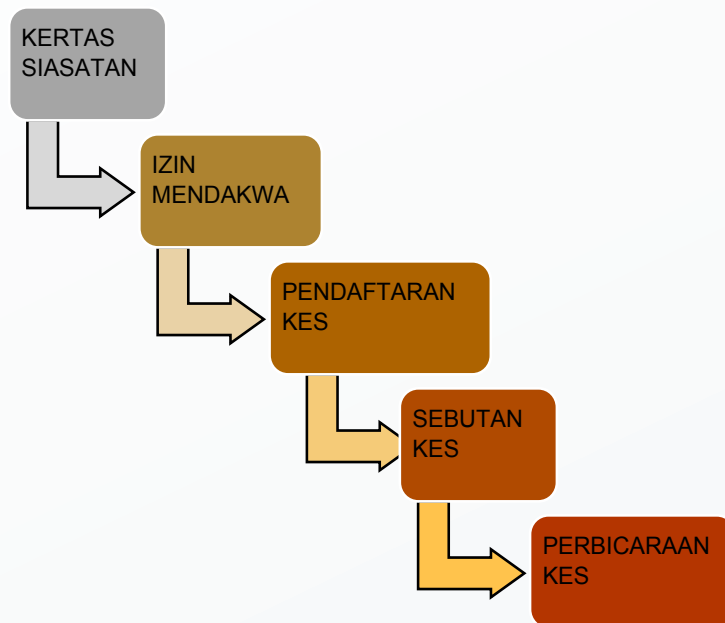 KERTAS
SIASATAN
IZIN
MENDAKWA
PENDAFTARAN
KES
SEBUTAN
KES
PERBICARAAN
KES